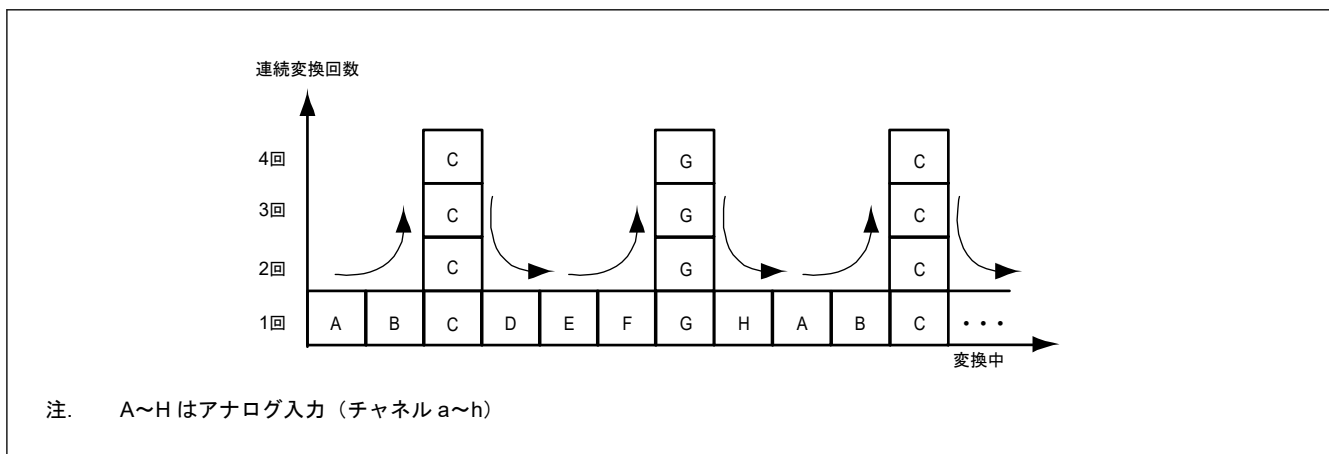 連続変換回数
4回 C G C
3回 C G C
2回 C G C
1回 A B C D E F G H A B C ・・・
変換中
注. A～H はアナログ入力（チャネル a～h）